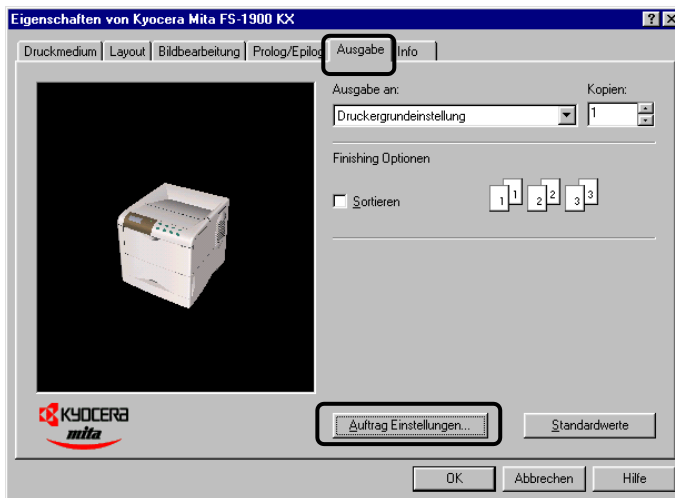 Eigenschaften von Kyocera Mita FS-1900 KX
Druckmedium Layout Bildbearbeitung Prolog/Epilog Ausgabe Info
Ausgabe an: Kopien:
Druckergrundeinstellung 1
Finishing Optionen
Sortieren
1 1 2 2 3 3
KYOCERA
mita
Auftrag Einstellungen... Standardwerte
OK Abbrechen Hilfe